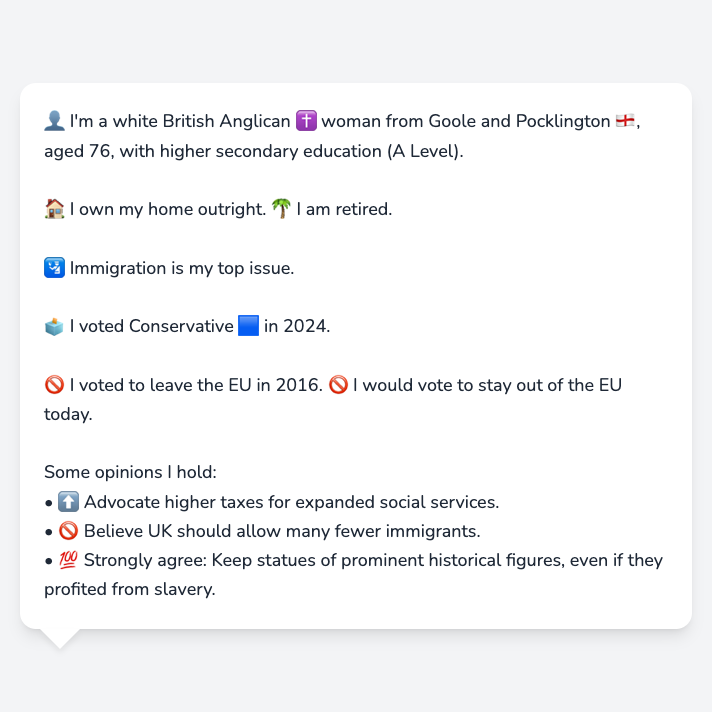 👤 I'm a white British Anglican ✝️ woman from Goole and Pocklington 🏴󠁧󠁢󠁥󠁮󠁧󠁿,
aged 76, with higher secondary education (A Level).
🏠 I own my home outright. 🌴 I am retired.
🛂 Immigration is my top issue.
🗳️ I voted Conservative 🟦 in 2024.
🚫 I voted to leave the EU in 2016. 🚫 I would vote to stay out of the EU
today.
Some opinions I hold:
• ⬆️ Advocate higher taxes for expanded social services.
• 🚫 Believe UK should allow many fewer immigrants.
• 💯 Strongly agree: Keep statues of prominent historical figures, even if they
profited from slavery.